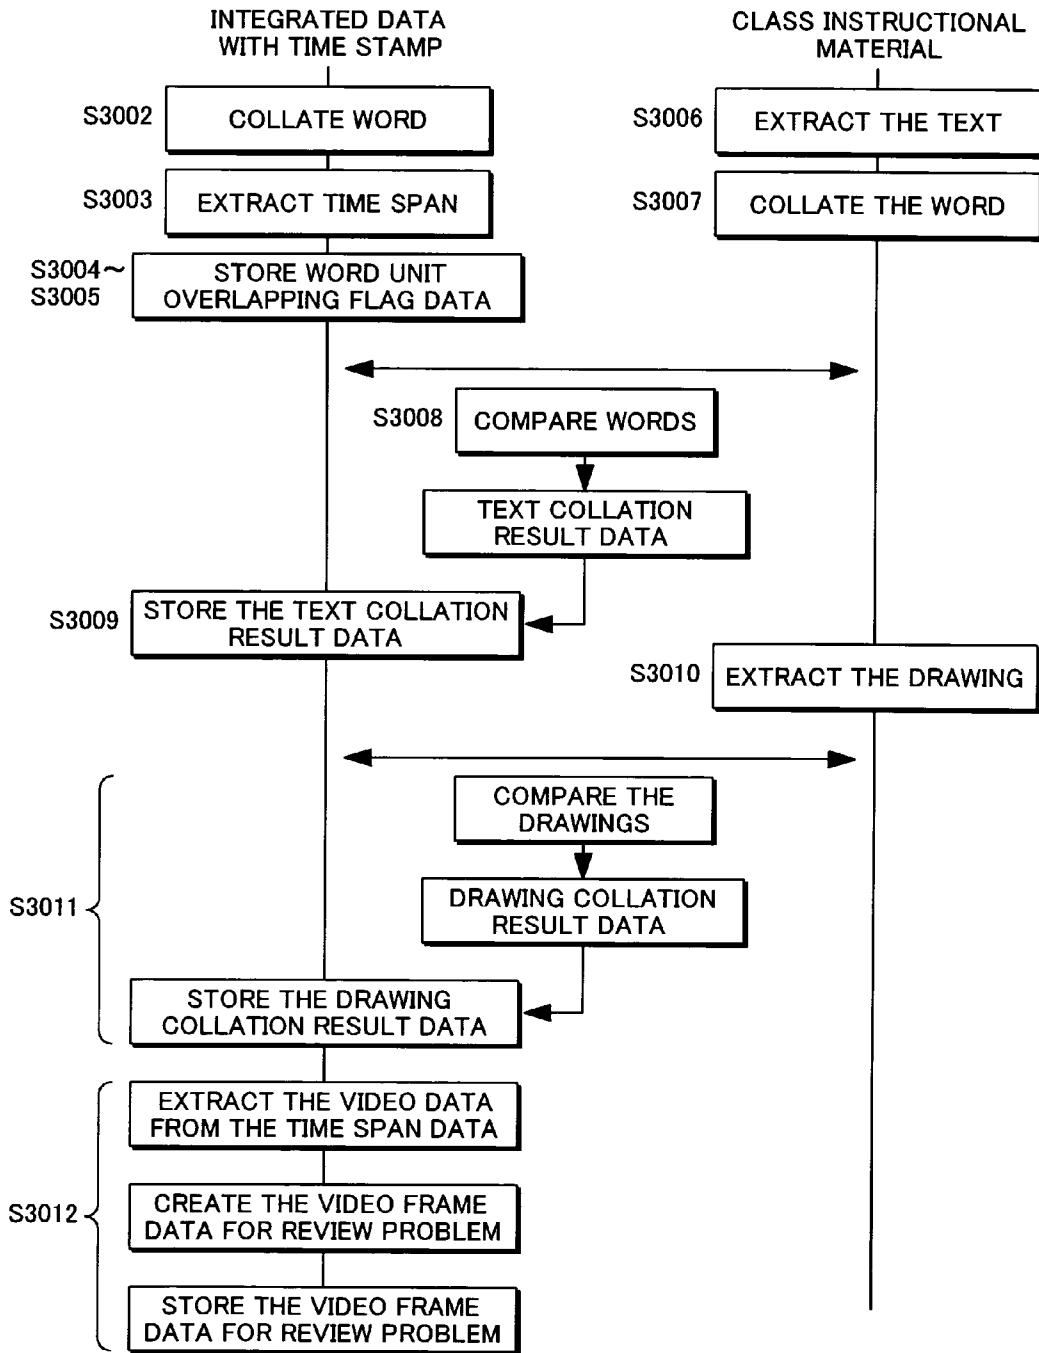 INTEGRATED DATA
WITH TIME STAMP
CLASS INSTRUCTIONAL
MATERIAL
S3002
COLLATE WORD
S3006
EXTRACT THE TEXT
S3003
EXTRACT TIME SPAN
S3007
COLLATE THE WORD
S3004～
S3005
STORE WORD UNIT
OVERLAPPING FLAG DATA
S3008
COMPARE WORDS
TEXT COLLATION
RESULT DATA
S3009
STORE THE TEXT COLLATION
RESULT DATA
S3010
EXTRACT THE DRAWING
S3011
COMPARE THE
DRAWINGS
DRAWING COLLATION
RESULT DATA
STORE THE DRAWING
COLLATION RESULT DATA
S3012
EXTRACT THE VIDEO DATA
FROM THE TIME SPAN DATA
CREATE THE VIDEO FRAME
DATA FOR REVIEW PROBLEM
STORE THE VIDEO FRAME
DATA FOR REVIEW PROBLEM